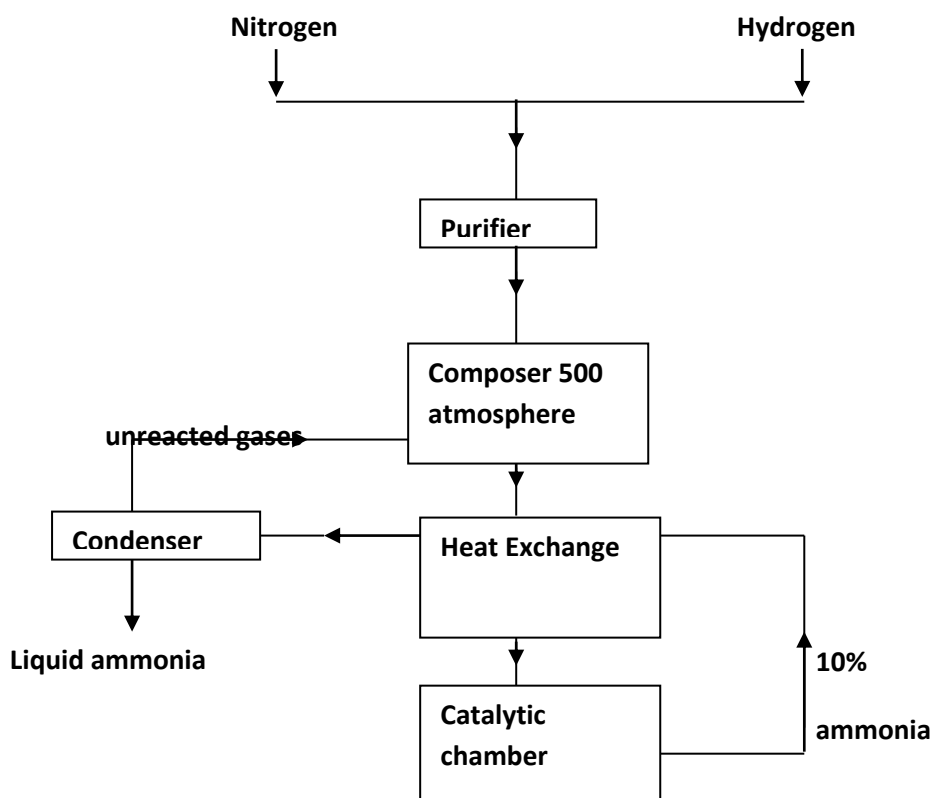 Nitrogen
Hydrogen
Purifier
Composer 500
atmosphere
unreacted gases
Condenser
Heat Exchange
Liquid ammonia
10%
ammonia
Catalytic
chamber